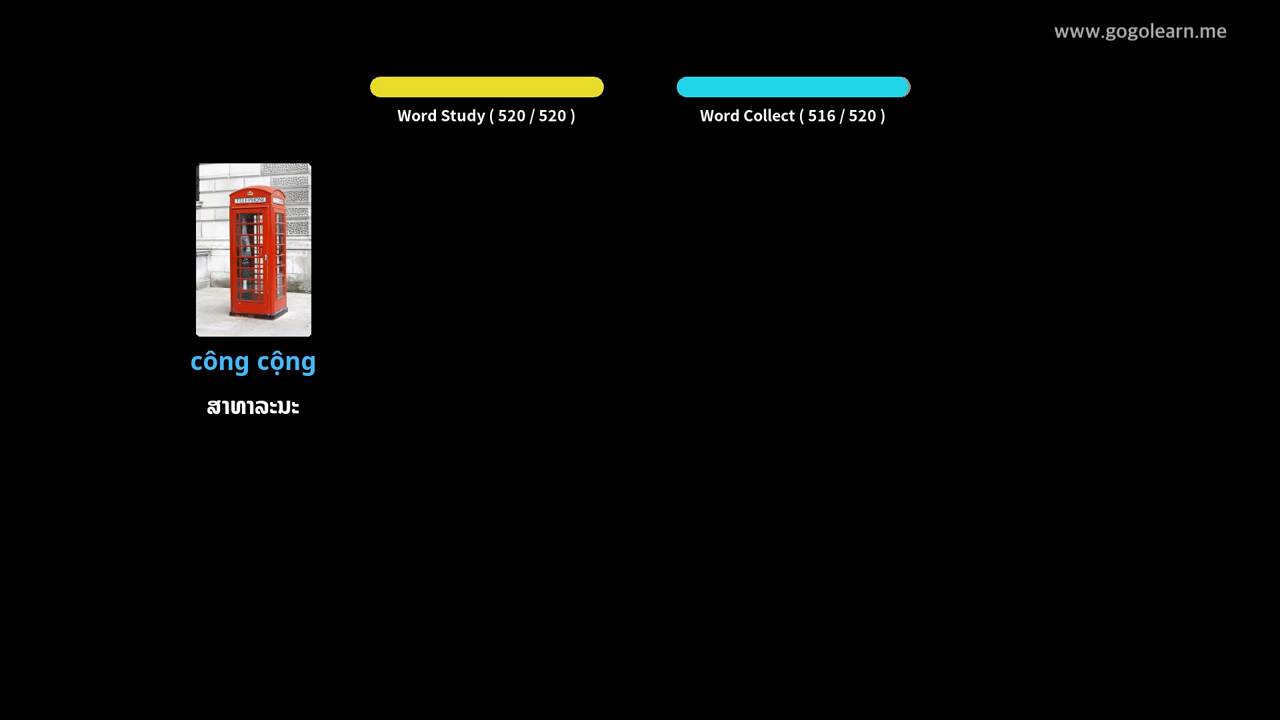 www.gogolearn.me
Word Study ( 520 / 520 )
Word Collect ( 516 / 520 )
TELEPHONE
công cộng
ສາທາລະນະ